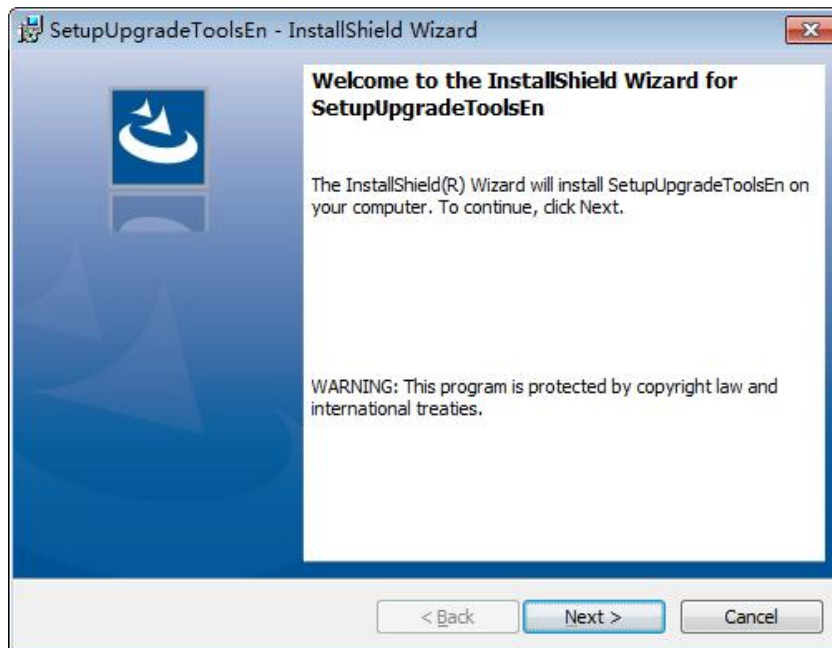 SetupUpgradeToolsEn - InstallShield Wizard
Welcome to the InstallShield Wizard for
SetupUpgradeToolsEn
The InstallShield(R) Wizard will install SetupUpgradeToolsEn on
your computer. To continue, click Next.
WARNING: This program is protected by copyright law and
international treaties.
< Back
Next >
Cancel